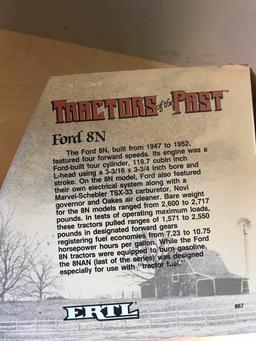 TRACTORS of the PAST™
Ford 8N
The Ford 8N, built from 1947 to 1952,
featured four forward speeds. Its engine was a
Ford-built four cylinder, 119.7 cubin inch
L-head using a 3-3/16 x 3-3/4 inch bore and
stroke. On the 8N model, Ford also featured
their own electrical system along with a
Marvel-Schebler TSX-33 carburetor, Novi
governor and Oakes air cleaner. Bare weight
for the 8N models ranged from 2,600 to 2,717
pounds. In tests of operating maximum loads,
these tractors pulled ranges of 1,571 to 2,550
pounds in designated forward gears
registering fuel economies from 7.23 to 10.75
horsepower hours per gallon. While the Ford
8N tractors were equipped to burn gasoline,
the 8NAN (last of the series) was designed
especially for use with "tractor fuel."
ERTL
867